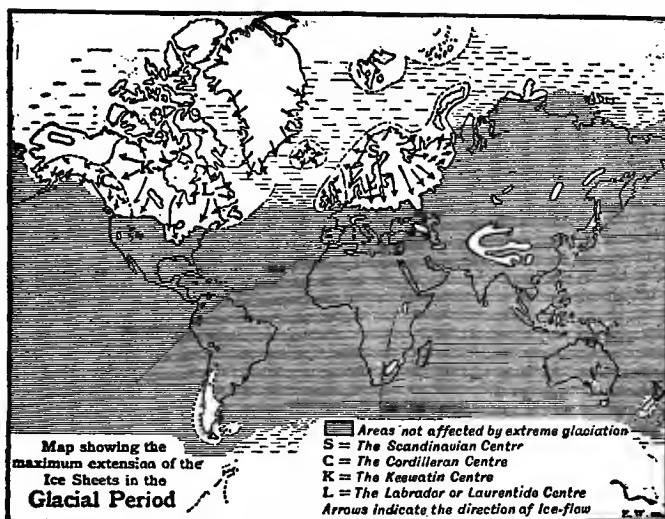 Map showing the
maximum extension of the
Ice Sheets in the
Glacial Period
Areas not affected by extreme glaciation
S = The Scandinavian Centre
C = The Cordilleran Centre
K = The Keewatin Centre
L = The Labrador or Laurentide Centre
Arrows indicate the direction of Ice-flow
K
L